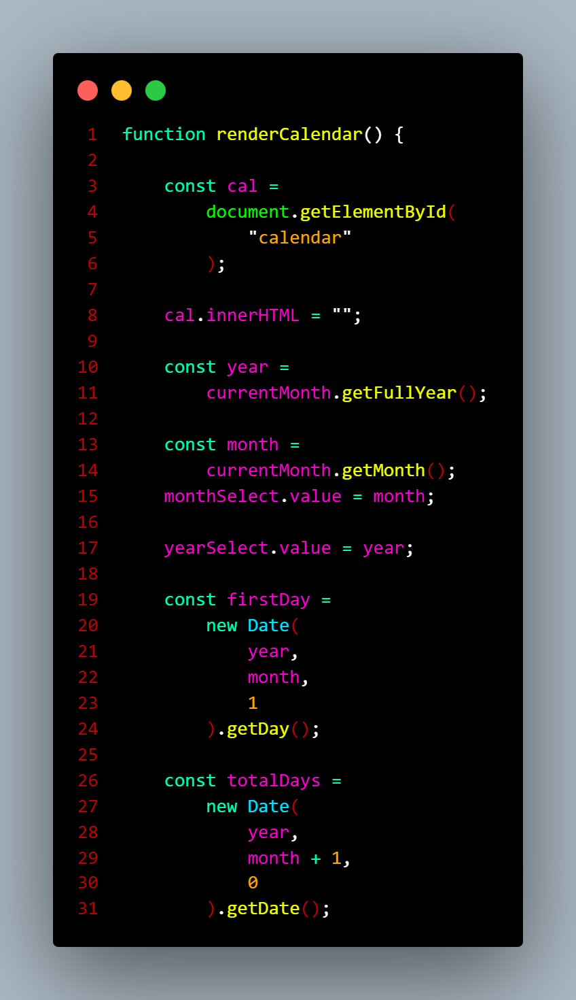 1 function renderCalendar() {
2
3     const cal =
4         document.getElementById(
5             "calendar"
6         );
7
8     cal.innerHTML = "";
9
10     const year =
11         currentMonth.getFullYear();
12
13     const month =
14         currentMonth.getMonth();
15     monthSelect.value = month;
16
17     yearSelect.value = year;
18
19     const firstDay =
20         new Date(
21             year,
22             month,
23             1
24         ).getDay();
25
26     const totalDays =
27         new Date(
28             year,
29             month + 1,
30             0
31         ).getDate();